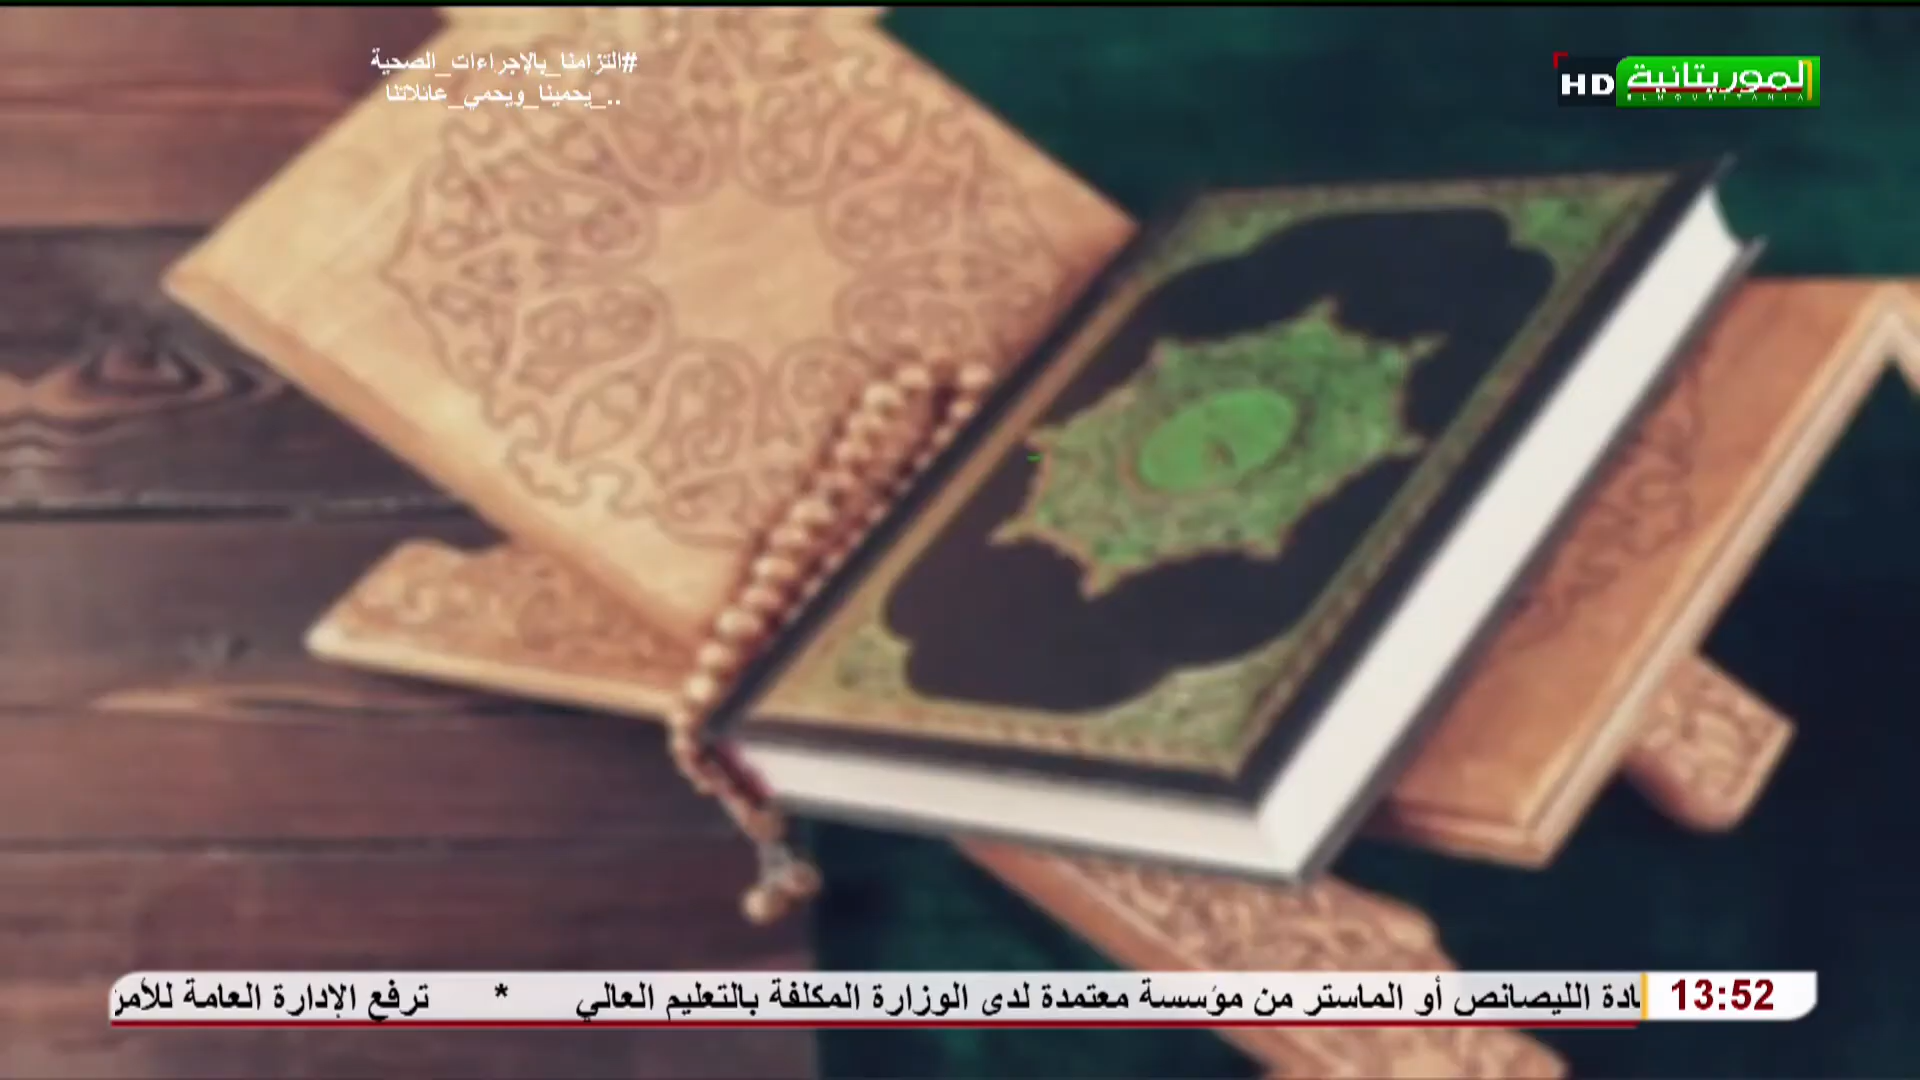 #التزامنا_بالإجراءات_الصحية
.._يحمينا_ويحمي_عائلاتنا
HD الموريتانية
ELMOURITANIA
ادة الليصانص أو الماستر من مؤسسة معتمدة لدى الوزارة المكلفة بالتعليم العالي * ترفع الإدارة العامة للأمن
13:52